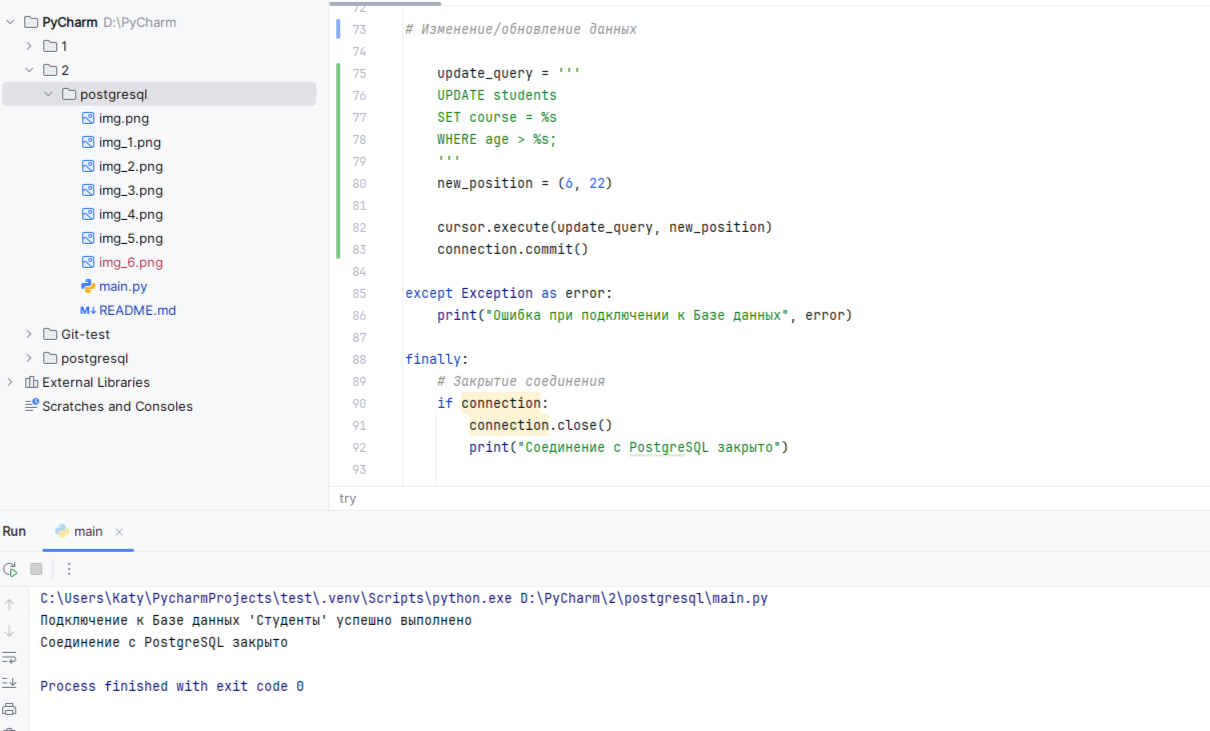 PyCharm D:\PyCharm
1
2
postgresql
img.png
img_1.png
img_2.png
img_3.png
img_4.png
img_5.png
img_6.png
main.py
M↓ README.md
Git-test
postgresql
External Libraries
Scratches and Consoles
72
73 # Изменение/обновление данных
74
75 update_query = '''
76 UPDATE students
77 SET course = %s
78 WHERE age > %s;
79 '''
80 new_position = (6, 22)
81
82 cursor.execute(update_query, new_position)
83 connection.commit()
84
85 except Exception as error:
86 print("Ошибка при подключении к Базе данных", error)
87
88 finally:
89 # Закрытие соединения
90 if connection:
91 connection.close()
92 print("Соединение с PostgreSQL закрыто")
93
try
Run main
C:\Users\Katy\PycharmProjects\test\.venv\Scripts\python.exe D:\PyCharm\2\postgresql\main.py
Подключение к Базе данных 'Студенты' успешно выполнено
Соединение с PostgreSQL закрыто
Process finished with exit code 0